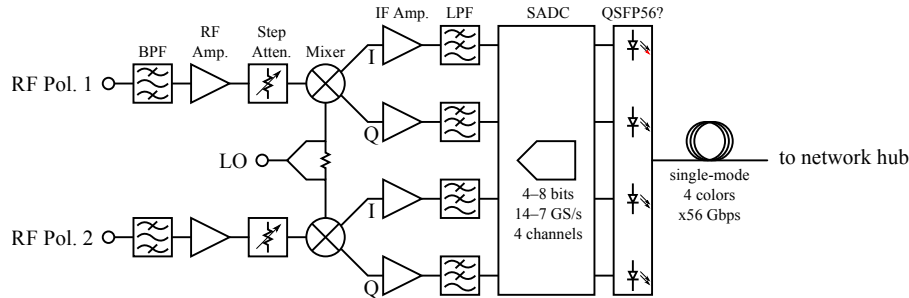 IF Amp.
LPF
SADC
QSFP56?
RF
Amp.
Step
Atten.
BPF
Mixer
I
RF Pol. 1
Q
LO
to network hub
single-mode
4 colors
x56 Gbps
4–8 bits
14–7 GS/s
4 channels
I
RF Pol. 2
Q